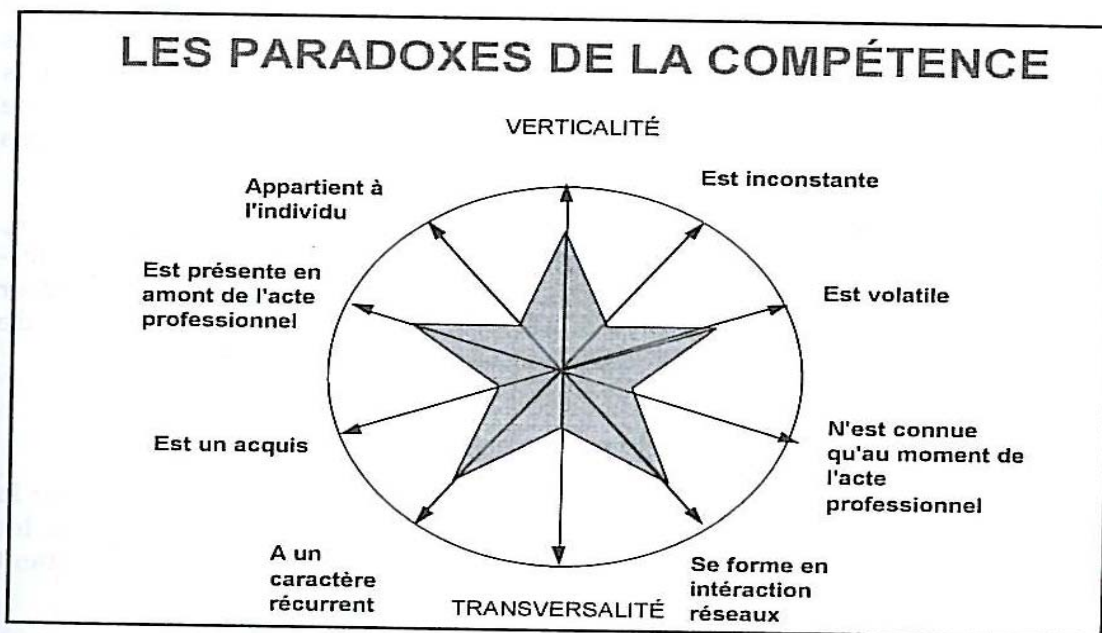 LES PARADOXES DE LA COMPÉTENCE
VERTICALITÉ
Appartient à
l'individu
Est inconstante
Est présente en
amont de l'acte
professionnel
Est volatile
Est un acquis
N'est connue
qu'au moment de
l'acte
professionnel
A un
caractère
récurrent
TRANSVERSALITÉ
Se forme en
intéraction
réseaux